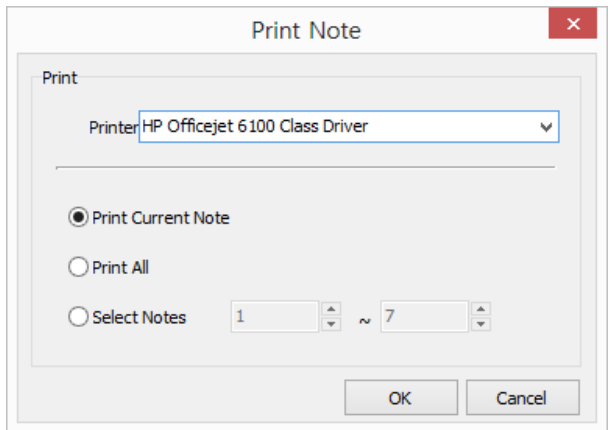 Print Note
Print
Printer HP Officejet 6100 Class Driver
Print Current Note
Print All
Select Notes 1 ~ 7
OK Cancel